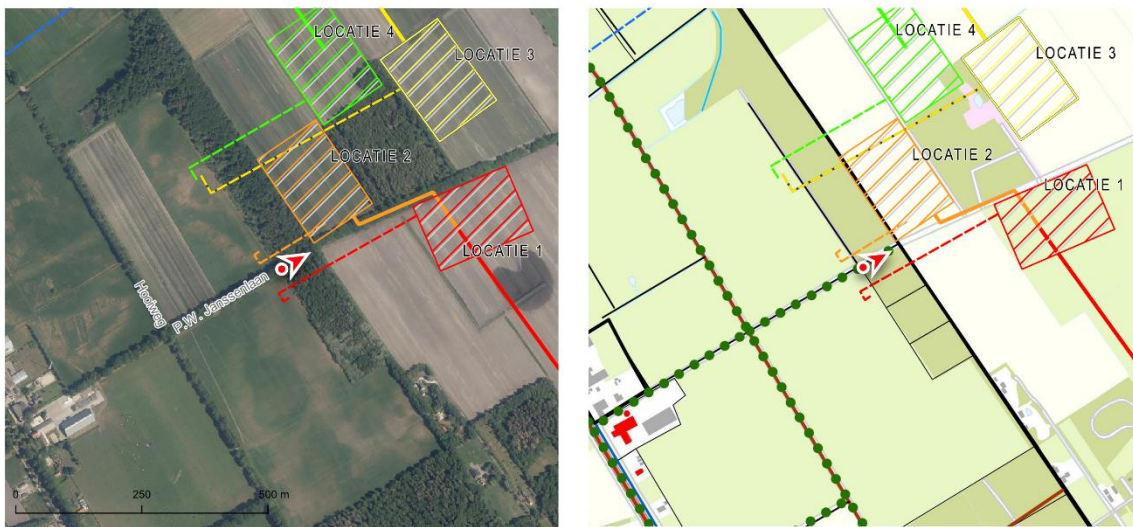 LOCATIE 4
LOCATIE 3
LOCATIE 2
LOCATIE 1
Hooiweg
P.W. Janssenlaan
0
250
500 m
LOCATIE 4
LOCATIE 3
LOCATIE 2
LOCATIE 1